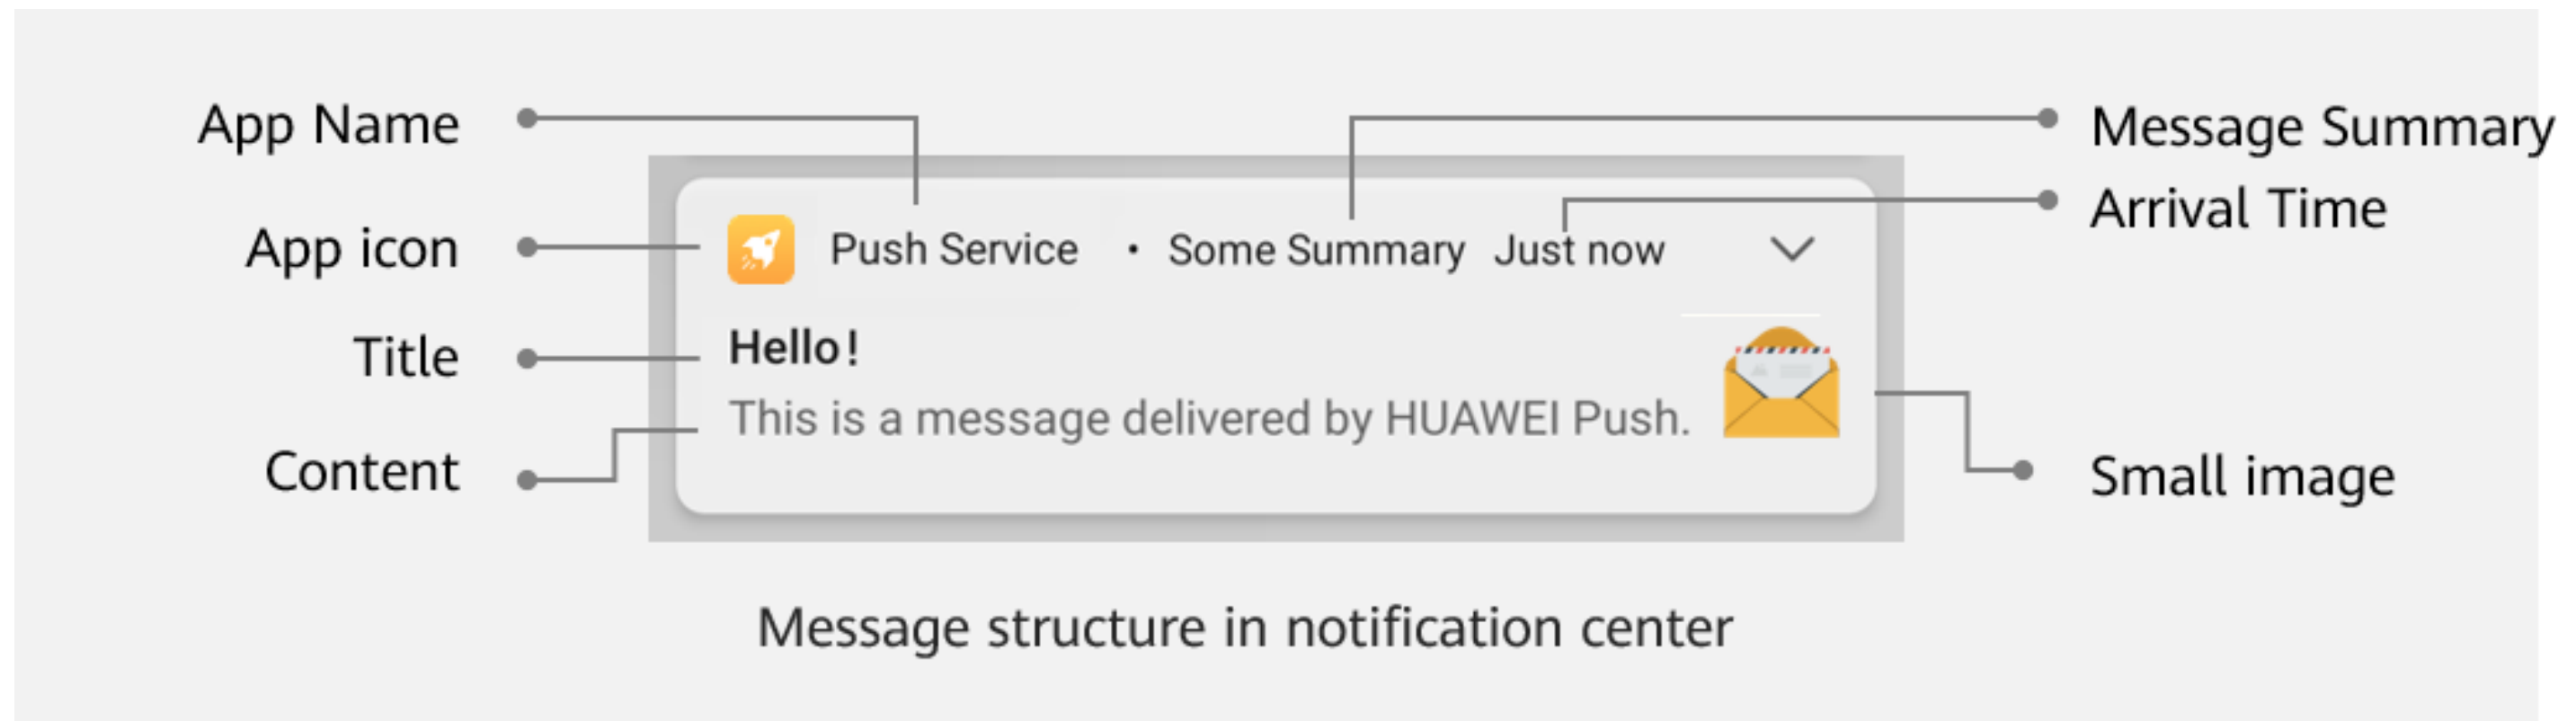 App Name
Message Summary
Arrival Time
App icon
Push Service • Some Summary Just now
Title
Hello!
This is a message delivered by HUAWEI Push.
Content
Small image
Message structure in notification center